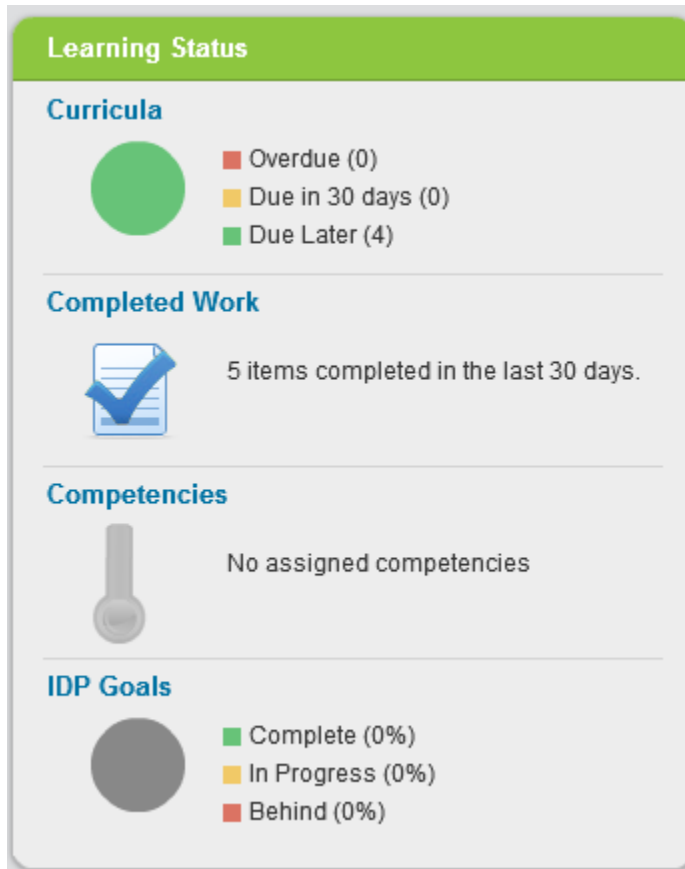 Learning Status
Curricula
Overdue (0)
Due in 30 days (0)
Due Later (4)
Completed Work
5 items completed in the last 30 days.
Competencies
No assigned competencies
IDP Goals
Complete (0%)
In Progress (0%)
Behind (0%)